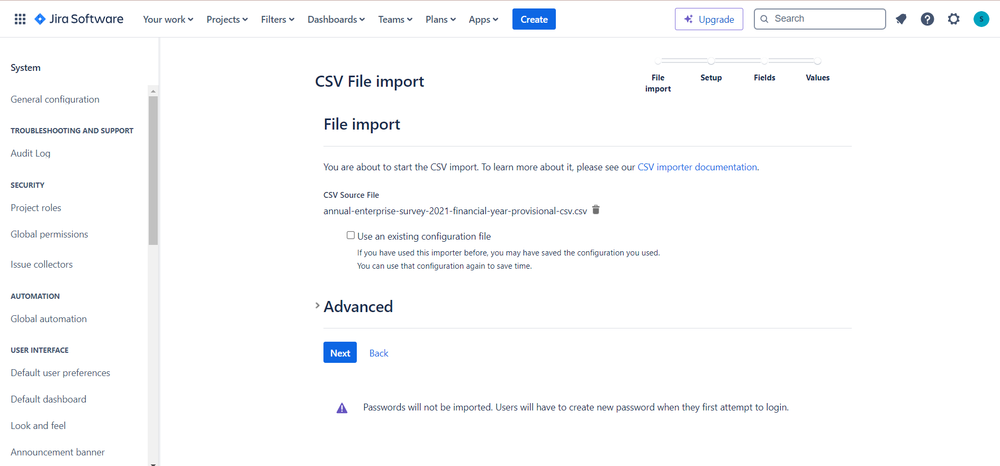 Jira Software Your work Projects Filters Dashboards Teams Plans Apps Create Upgrade Search ? S
System
General configuration
TROUBLESHOOTING AND SUPPORT
Audit Log
SECURITY
Project roles
Global permissions
Issue collectors
AUTOMATION
Global automation
USER INTERFACE
Default user preferences
Default dashboard
Look and feel
Announcement banner
CSV File import
File import
Setup
Fields
Values
File import
You are about to start the CSV import. To learn more about it, please see our CSV importer documentation.
CSV Source File
annual-enterprise-survey-2021-financial-year-provisional-csv.csv
Use an existing configuration file
If you have used this importer before, you may have saved the configuration you used.
You can use that configuration again to save time.
Advanced
Next Back
Passwords will not be imported. Users will have to create new password when they first attempt to login.